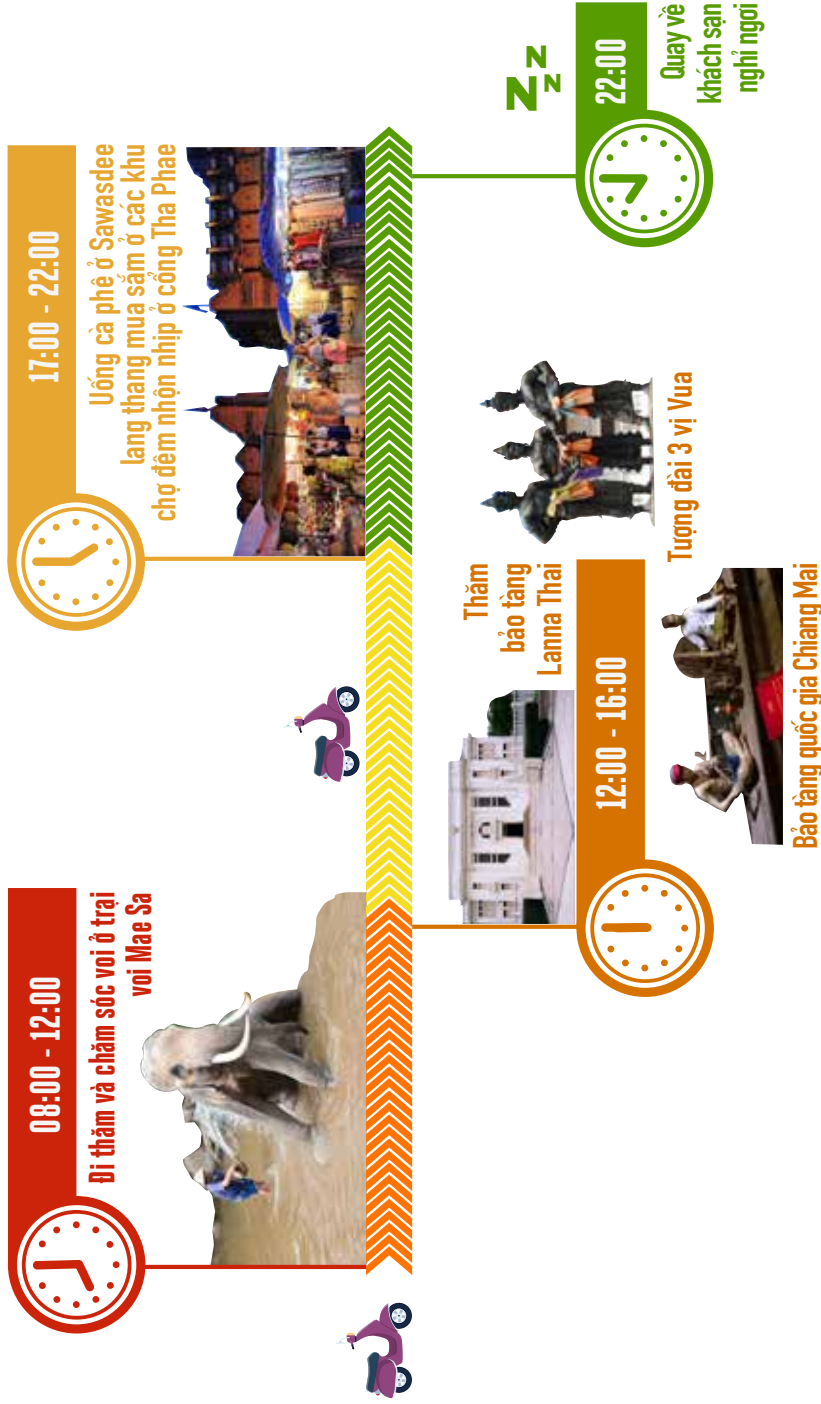 08:00 - 12:00
Đi thăm và chăm sóc voi ở trại
voi Mae Sa
12:00 - 16:00
Thăm
bảo tàng
Lanna Thai
Bảo tàng quốc gia Chiang Mai
Tượng đài 3 vị Vua
17:00 - 22:00
Uống cà phê ở Sawasdee
lang thang mua sắm ở các khu
chợ đêm nhộn nhịp ở cổng Tha Phae
z z z
22:00
Quay về
khách sạn
nghỉ ngơi